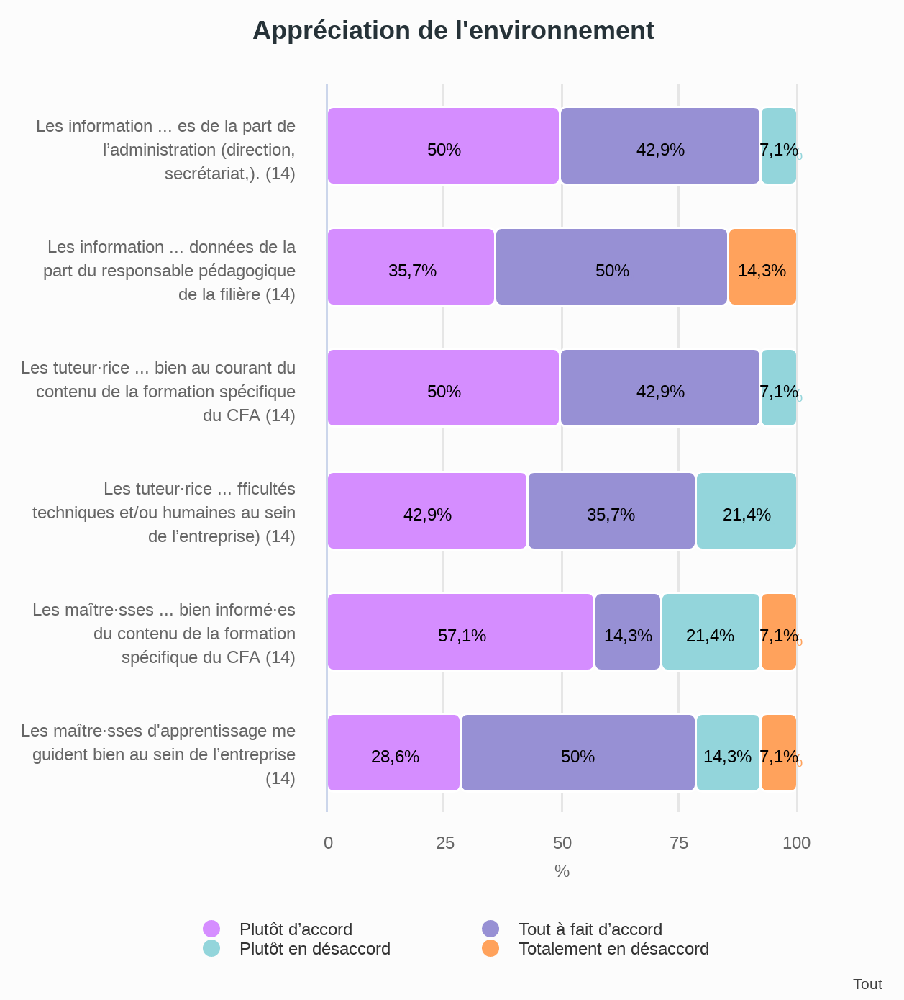 Appréciation de l'environnement
Les information ... es de la part de
l’administration (direction,
secrétariat,). (14)
50%
42,9%
7,1%
Les information ... données de la
part du responsable pédagogique
de la filière (14)
35,7%
50%
14,3%
Les tuteur·rice ... bien au courant du
contenu de la formation spécifique
du CFA (14)
50%
42,9%
7,1%
Les tuteur·rice ... fficultés
techniques et/ou humaines au sein
de l’entreprise) (14)
42,9%
35,7%
21,4%
Les maître·sses ... bien informé·es
du contenu de la formation
spécifique du CFA (14)
57,1%
14,3%
21,4%
7,1%
Les maître·sses d'apprentissage me
guident bien au sein de l’entreprise
(14)
28,6%
50%
14,3%
7,1%
0 25 50 75 100
%
Plutôt d’accord
Tout à fait d’accord
Plutôt en désaccord
Totalement en désaccord
Tout